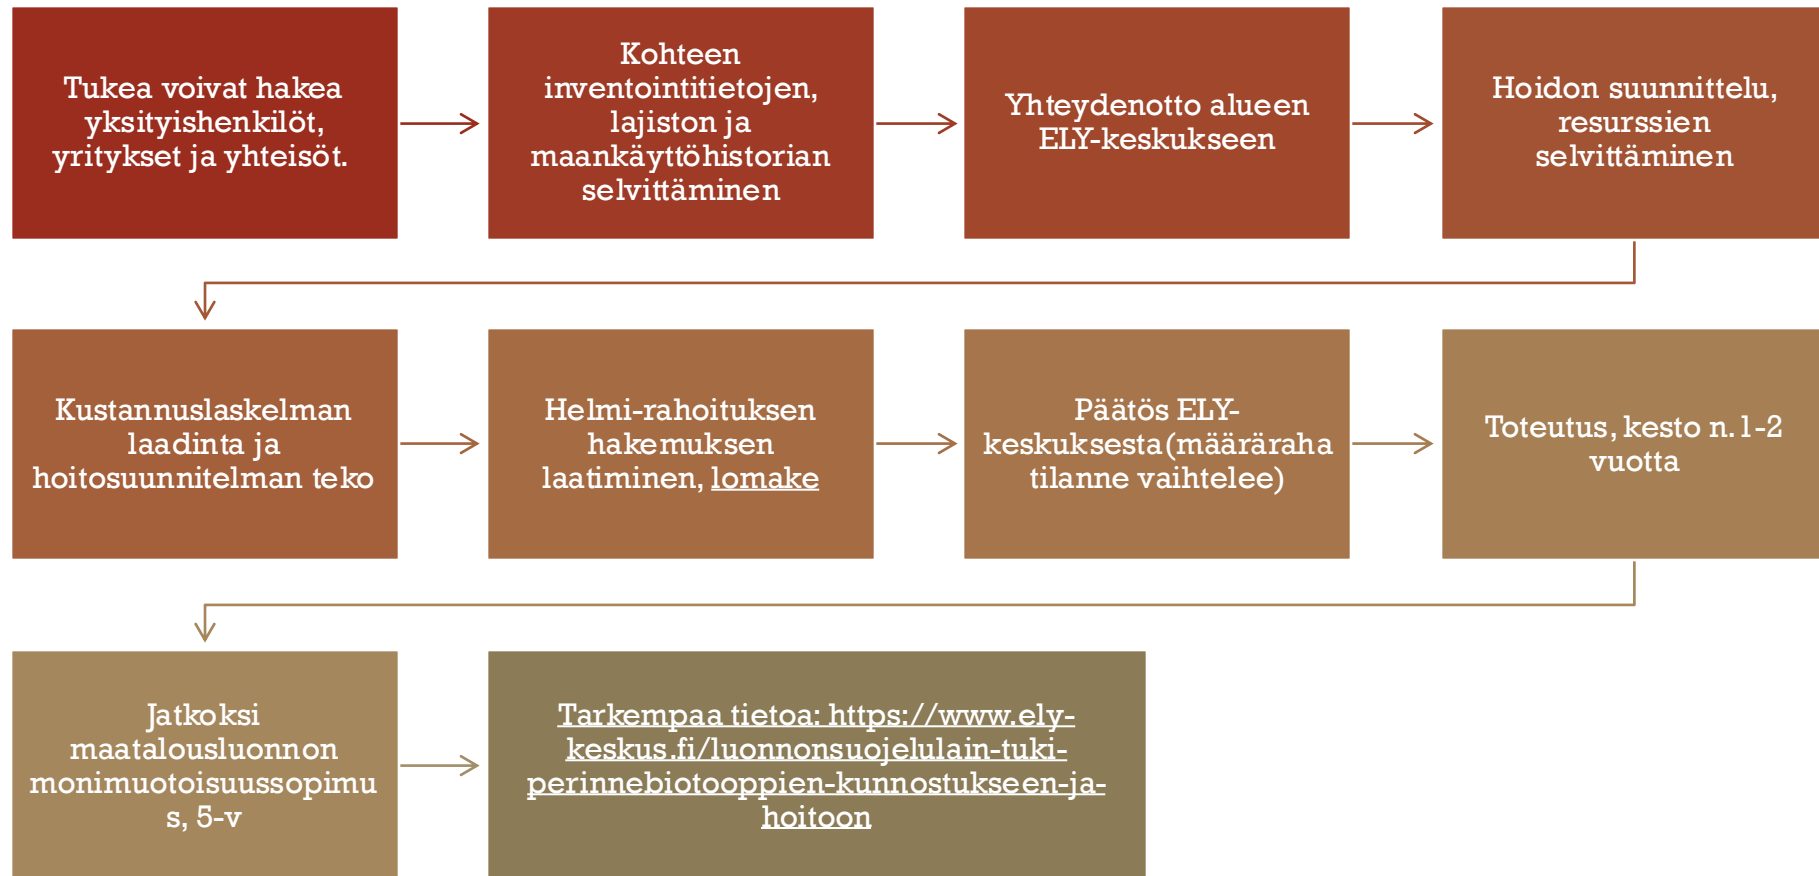 Tukea voivat hakea
yksityishenkilöt,
yritykset ja yhteisöt.
Kohteen
inventointitietojen,
lajiston ja
maankäyttöhistorian
selvittäminen
Yhteydenotto alueen
ELY-keskukseen
Hoidon suunnittelu,
resurssien
selvittäminen
Kustannuslaskelman
laadinta ja
hoitosuunnitelman teko
Helmi-rahoituksen
hakemuksen
laatiminen, lomake
Päätös ELY-
keskuksesta(määräraha
tilanne vaihtelee)
Toteutus, kesto n.1-2
vuotta
Jatkoksi
maatalousluonnon
monimuotoisuussopimu
s, 5-v
Tarkempaa tietoa: https://www.ely-
keskus.fi/luonnonsuojelulain-tuki-
perinnebiotooppien-kunnostukseen-ja-
hoitoon